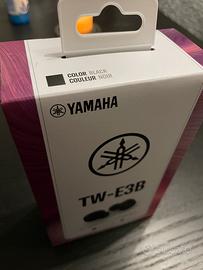 COLOR BLACK
COULEUR NOIR
YAMAHA
TW-E3B